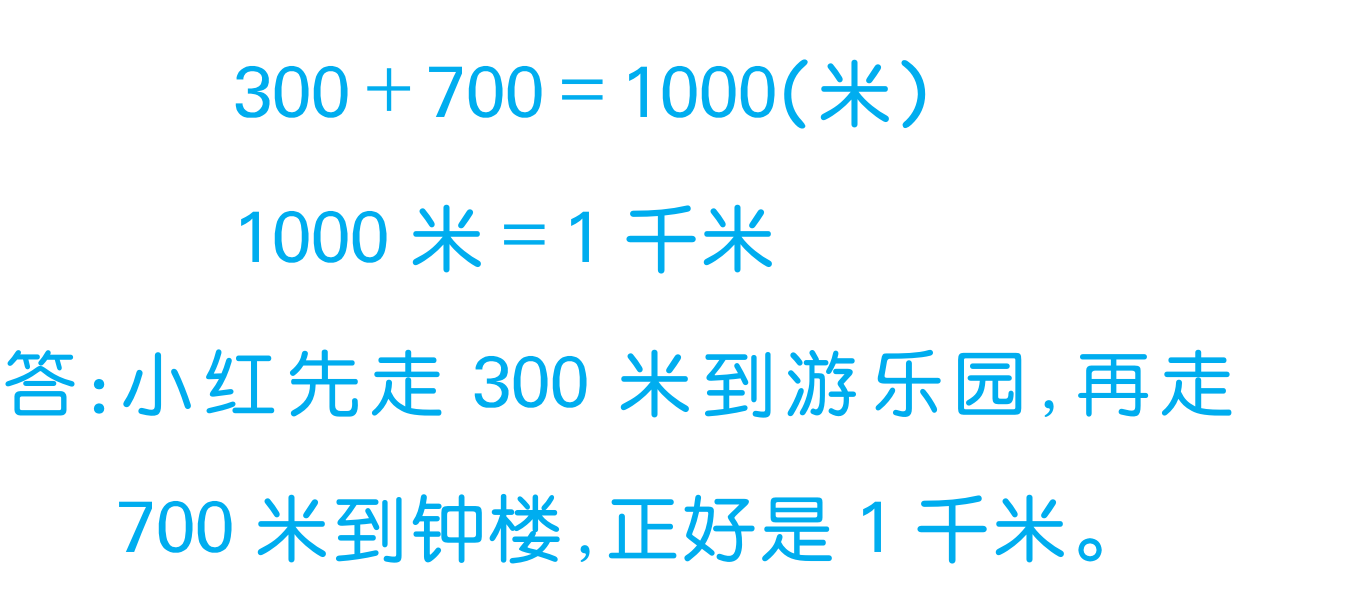 300+700=1000(米)
1000 米=1 千米
答:小红先走 300 米到游乐园,再走
700 米到钟楼,正好是 1 千米。